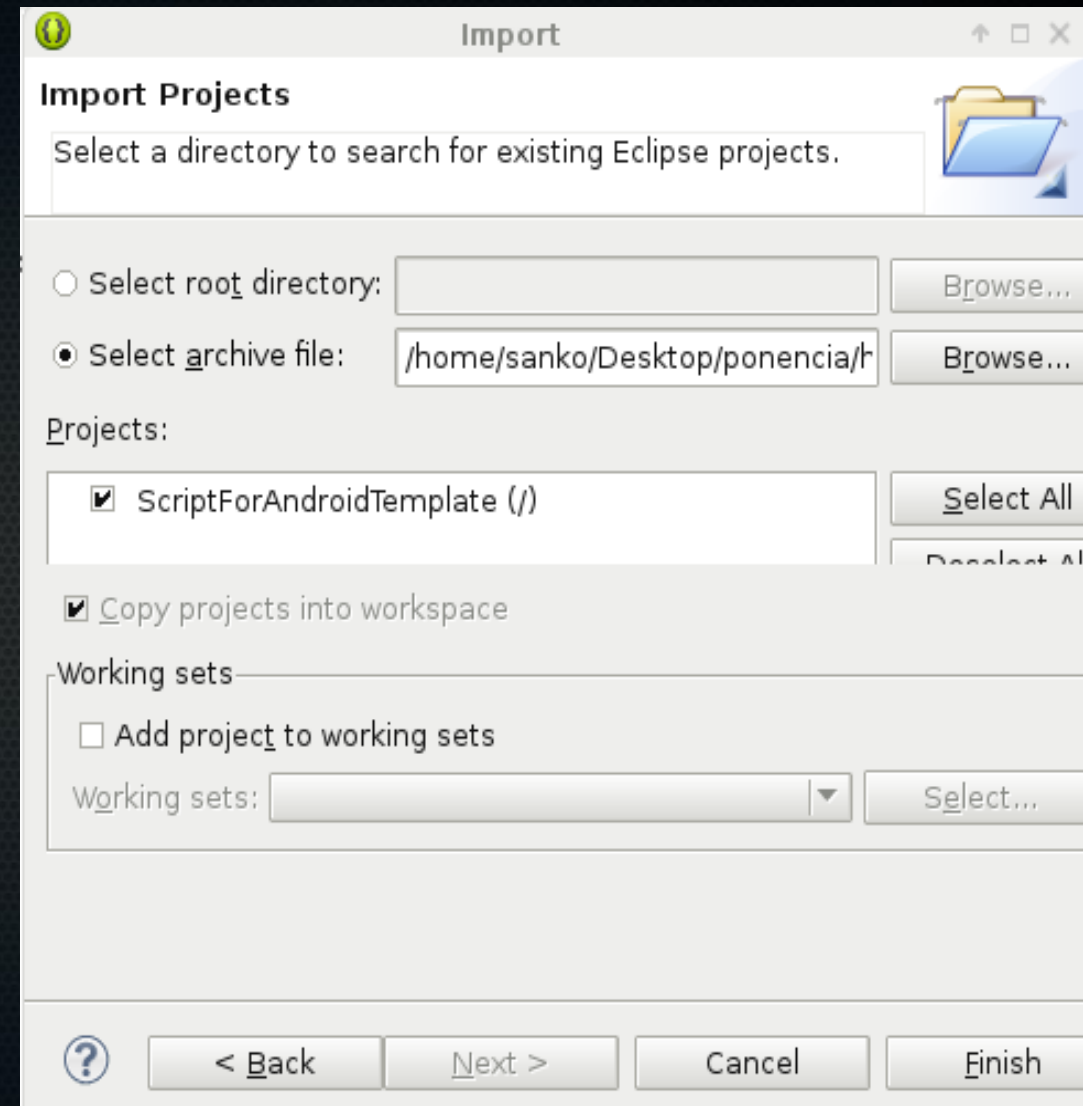 Import
Import Projects
Select a directory to search for existing Eclipse projects.
Select root directory:
Browse...
Select archive file:
/home/sanko/Desktop/ponencia/h
Browse...
Projects:
ScriptForAndroidTemplate (/)
Select All
Deselect Al
Copy projects into workspace
Working sets
Add project to working sets
Working sets:
Select...
?
< Back
Next >
Cancel
Finish